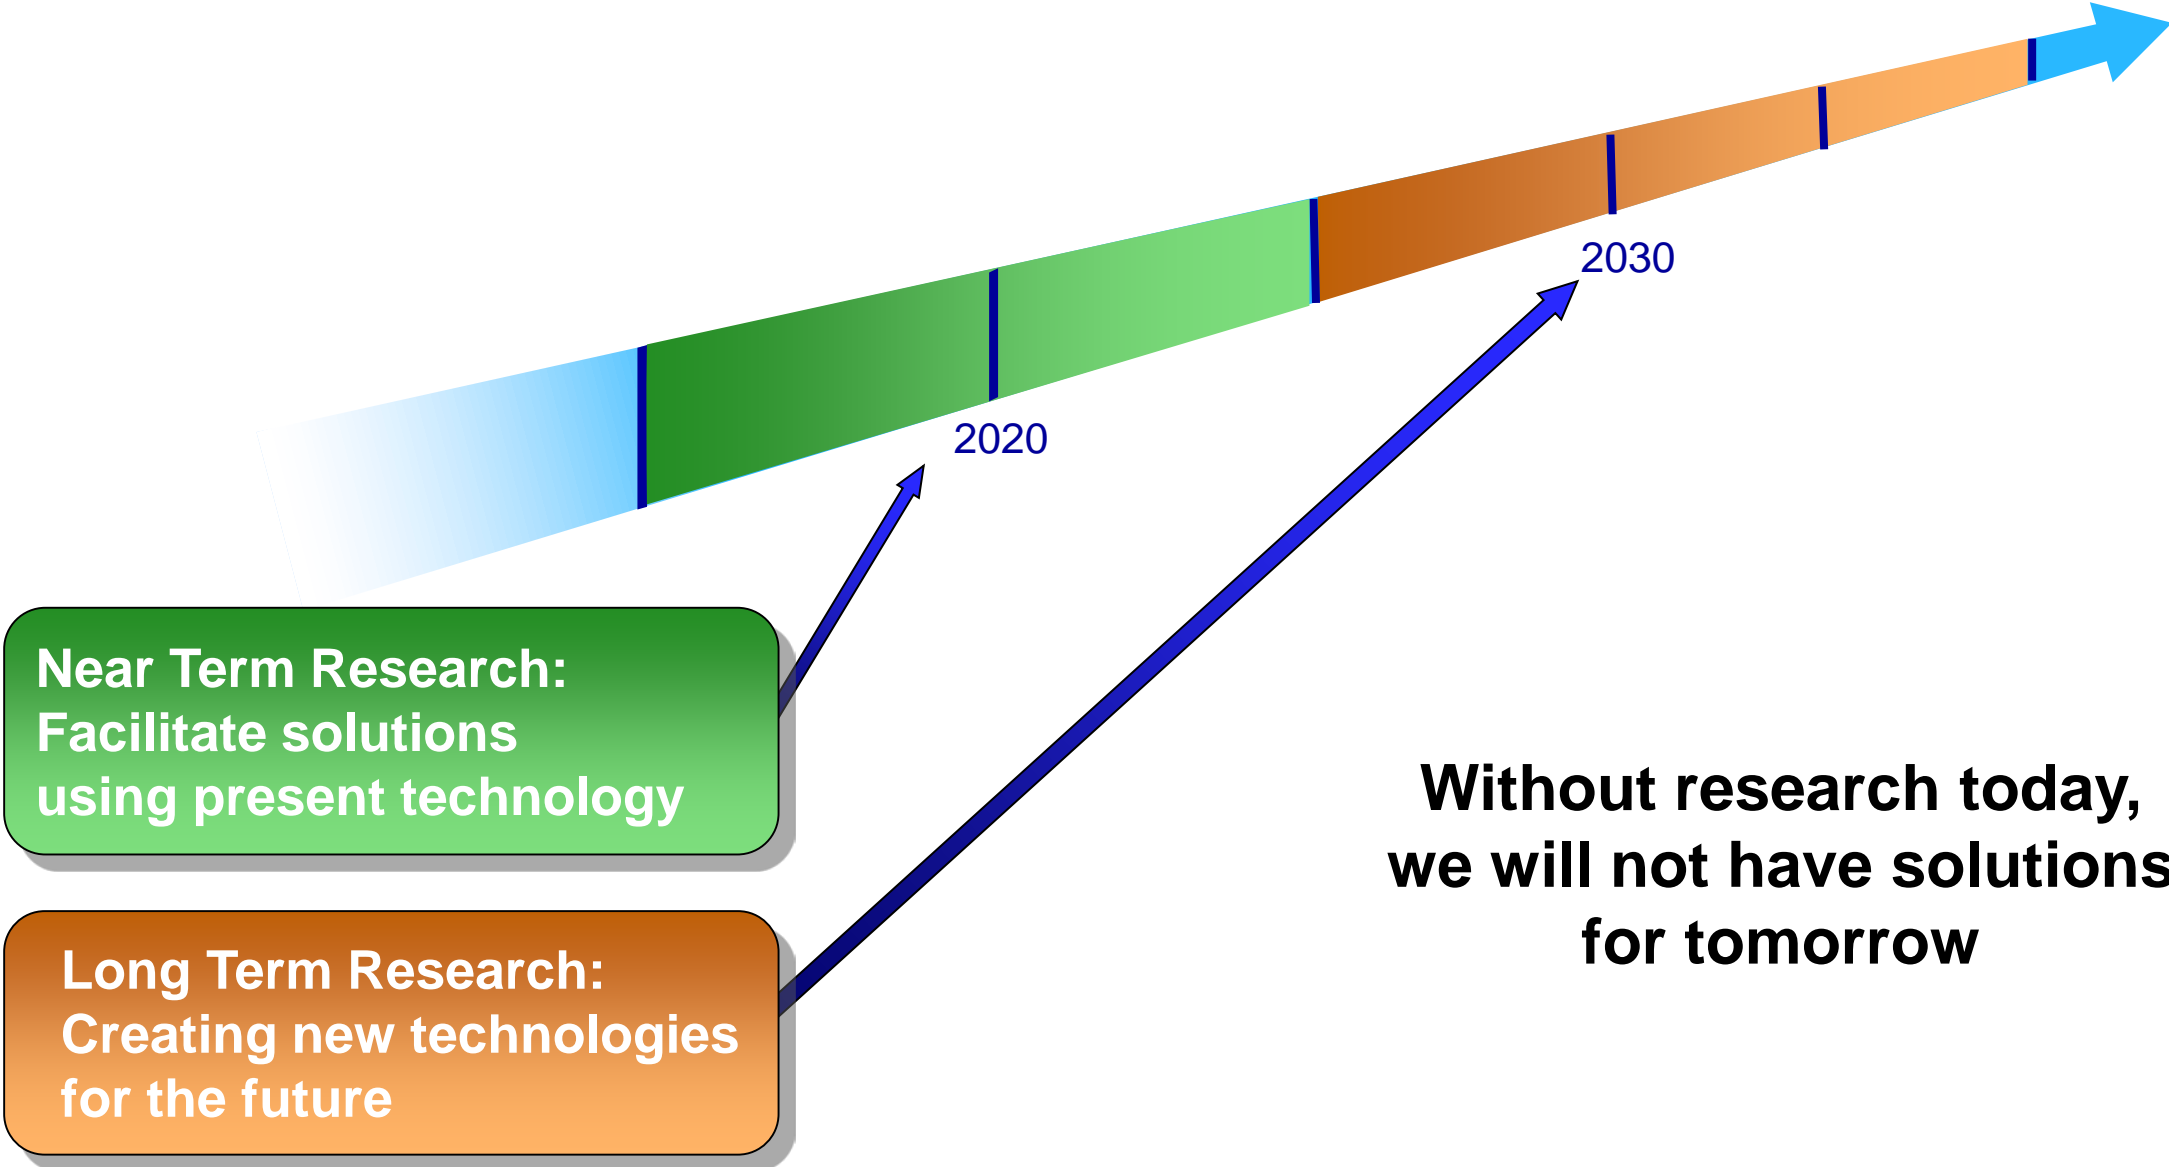 2030
2020
Near Term Research:
Facilitate solutions
using present technology
Without research today,
we will not have solutions
for tomorrow
Long Term Research:
Creating new technologies
for the future